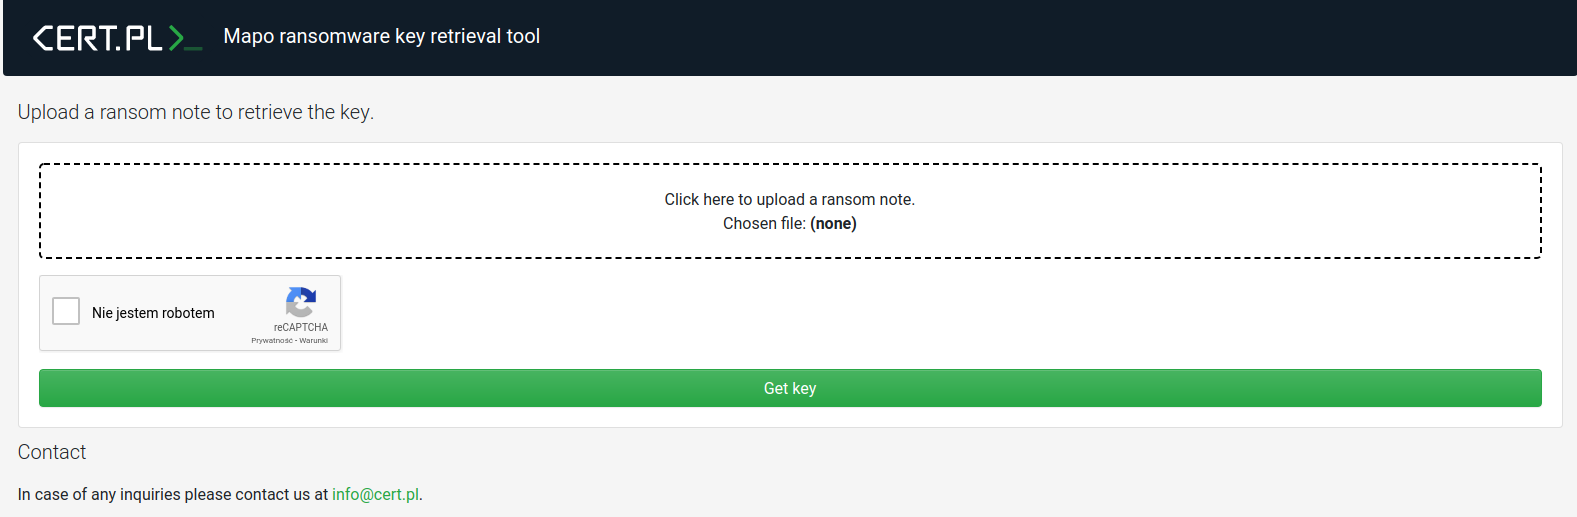 CERT.PL>_ Mapo ransomware key retrieval tool
Upload a ransom note to retrieve the key.
Click here to upload a ransom note.
Chosen file: (none)
Nie jestem robotem
reCAPTCHA
Prywatność - Warunki
Get key
Contact
In case of any inquiries please contact us at info@cert.pl.